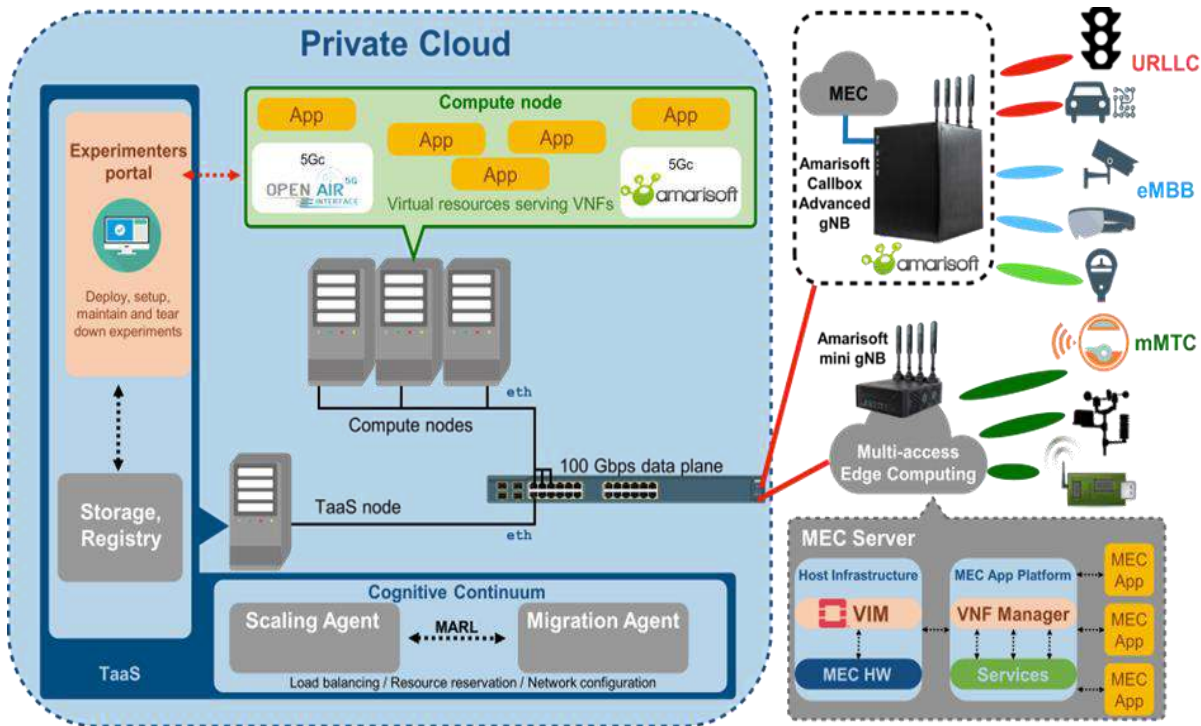 Private Cloud
Experimenters
portal
Deploy, setup,
maintain and tear
down experiments
Storage,
Registry
TaaS
Compute node
App
App
App
App
App
5Gc
OPEN AIR 5G
INTERFACE
5Gc
amarisoft
Virtual resources serving VNFs
eth
Compute nodes
100 Gbps data plane
TaaS node
eth
Cognitive Continuum
Scaling Agent
MARL
Migration Agent
Load balancing / Resource reservation / Network configuration
MEC
Amarisoft
Callbox
Advanced
gNB
amarisoft
URLLC
eMBB
mMTC
Amarisoft
mini gNB
Multi-access
Edge Computing
MEC Server
Host Infrastructure
VIM
MEC HW
MEC App Platform
VNF Manager
Services
MEC
App
MEC
App
MEC
App